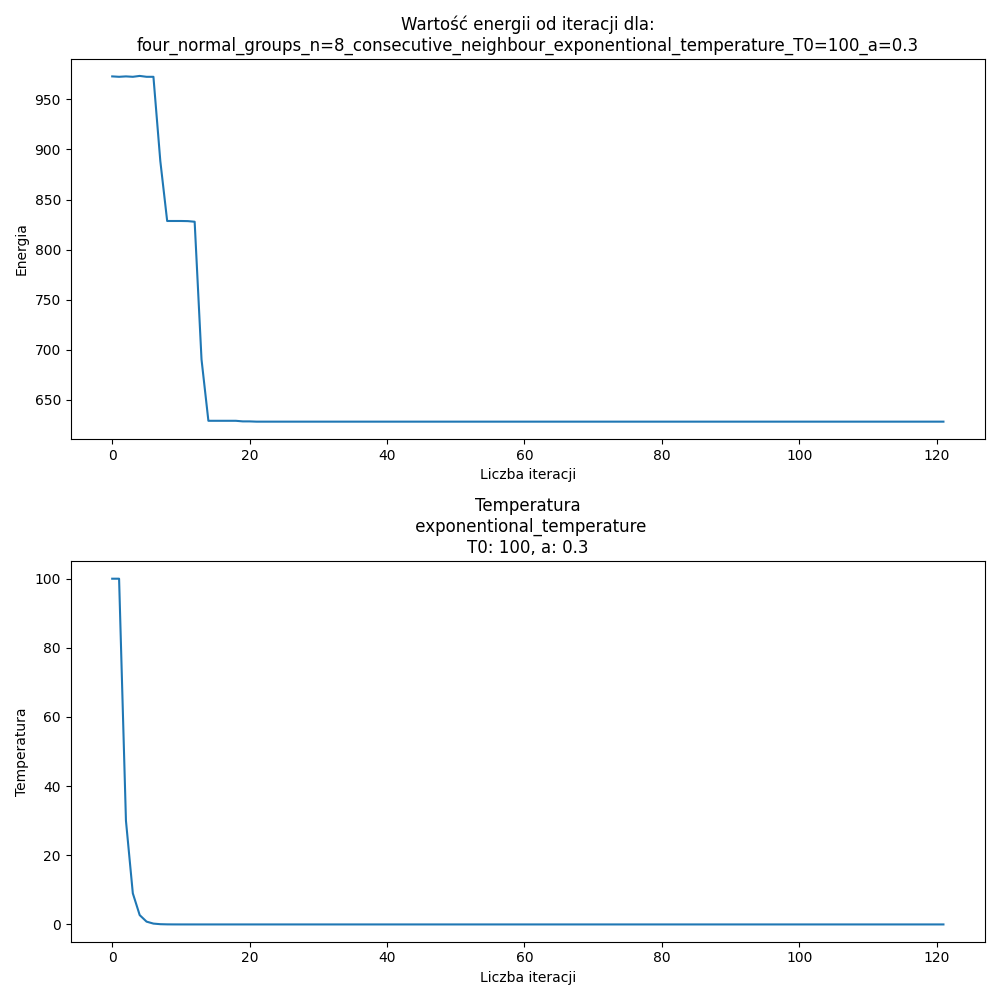 Wartość energii od iteracji dla:
four_normal_groups_n=8_consecutive_neighbour_exponentional_temperature_T0=100_a=0.3
950
900
850
800
750
700
650
Energia
0 20 40 60 80 100 120
Liczba iteracji
Temperatura
exponentional_temperature
T0: 100, a: 0.3
100
80
60
40
20
0
Temperatura
0 20 40 60 80 100 120
Liczba iteracji